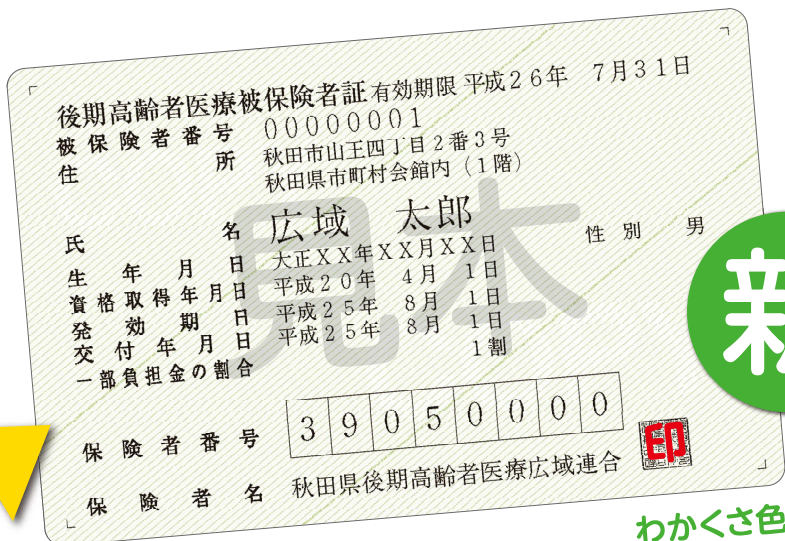 後期高齢者医療被保険者証 有効期限 平成26年 7月31日
被保険者番号 00000001
住所 秋田市山王四丁目2番3号
秋田県市町村会館内（1階）
氏名 広域 太郎 性別 男
生年月日 大正XX年XX月XX日
資格取得年月日 平成20年 4月 1日
発効期日 平成25年 8月 1日
交付年月日 平成25年 8月 1日
一部負担金の割合 1割
見本
新
保険者番号 39050000
保険者名 秋田県後期高齢者医療広域連合 印
わかくさ色